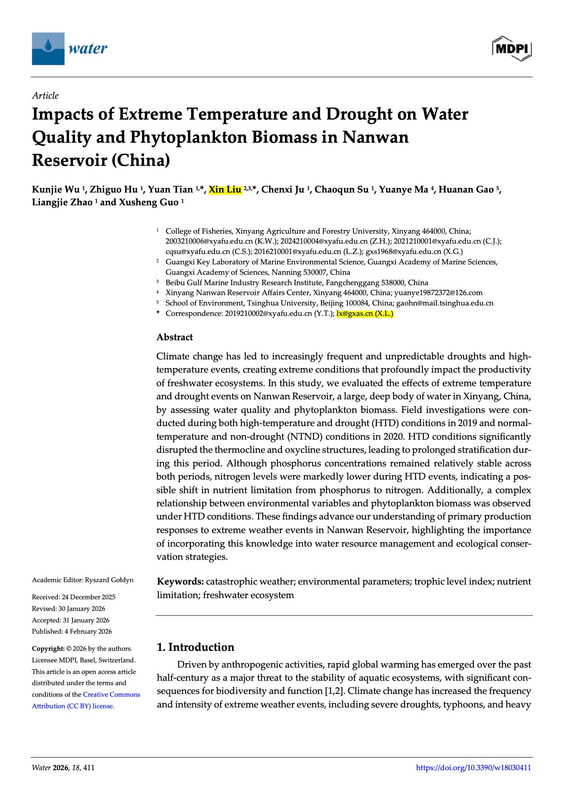 water
MDPI
Article
Impacts of Extreme Temperature and Drought on Water
Quality and Phytoplankton Biomass in Nanwan
Reservoir (China)
Kunjie Wu ¹, Zhiguo Hu ¹, Yuan Tian ¹,*, Xin Liu ²,³,*, Chenxi Ju ¹, Chaoqun Su ¹, Yuanye Ma ⁴, Huanan Gao ⁵,
Liangjie Zhao ¹ and Xusheng Guo ¹
¹ College of Fisheries, Xinyang Agriculture and Forestry University, Xinyang 464000, China;
2003210006@xyafu.edu.cn (K.W.); 2024210004@xyafu.edu.cn (Z.H.); 2021210001@xyafu.edu.cn (C.J.);
cqsu@xyafu.edu.cn (C.S.); 2016210001@xyafu.edu.cn (L.Z.); gxs1968@xyafu.edu.cn (X.G.)
² Guangxi Key Laboratory of Marine Environmental Science, Guangxi Academy of Marine Sciences,
Guangxi Academy of Sciences, Nanning 530007, China
³ Beibu Gulf Marine Industry Research Institute, Fangchenggang 538000, China
⁴ Xinyang Nanwan Reservoir Affairs Center, Xinyang 464000, China; yuanye19872372@126.com
⁵ School of Environment, Tsinghua University, Beijing 100084, China; gaohn@mail.tsinghua.edu.cn
* Correspondence: 2019210002@xyafu.edu.cn (Y.T.); lx@gxas.cn (X.L.)
Abstract
Climate change has led to increasingly frequent and unpredictable droughts and high-
temperature events, creating extreme conditions that profoundly impact the productivity
of freshwater ecosystems. In this study, we evaluated the effects of extreme temperature
and drought events on Nanwan Reservoir, a large, deep body of water in Xinyang, China,
by assessing water quality and phytoplankton biomass. Field investigations were con-
ducted during both high-temperature and drought (HTD) conditions in 2019 and normal-
temperature and non-drought (NTND) conditions in 2020. HTD conditions significantly
disrupted the thermocline and oxycline structures, leading to prolonged stratification dur-
ing this period. Although phosphorus concentrations remained relatively stable across
both periods, nitrogen levels were markedly lower during HTD events, indicating a pos-
sible shift in nutrient limitation from phosphorus to nitrogen. Additionally, a complex
relationship between environmental variables and phytoplankton biomass was observed
under HTD conditions. These findings advance our understanding of primary production
responses to extreme weather events in Nanwan Reservoir, highlighting the importance
of incorporating this knowledge into water resource management and ecological conser-
vation strategies.
Keywords: catastrophic weather; environmental parameters; trophic level index; nutrient
limitation; freshwater ecosystem
Academic Editor: Ryszard Gołdyn
Received: 24 December 2025
Revised: 30 January 2026
Accepted: 31 January 2026
Published: 4 February 2026
Copyright: © 2026 by the authors.
Licensee MDPI, Basel, Switzerland.
This article is an open access article
distributed under the terms and
conditions of the Creative Commons
Attribution (CC BY) license.
1. Introduction
Driven by anthropogenic activities, rapid global warming has emerged over the past
half-century as a major threat to the stability of aquatic ecosystems, with significant con-
sequences for biodiversity and function [1,2]. Climate change has increased the frequency
and intensity of extreme weather events, including severe droughts, typhoons, and heavy
Water 2026, 18, 411
https://doi.org/10.3390/w18030411